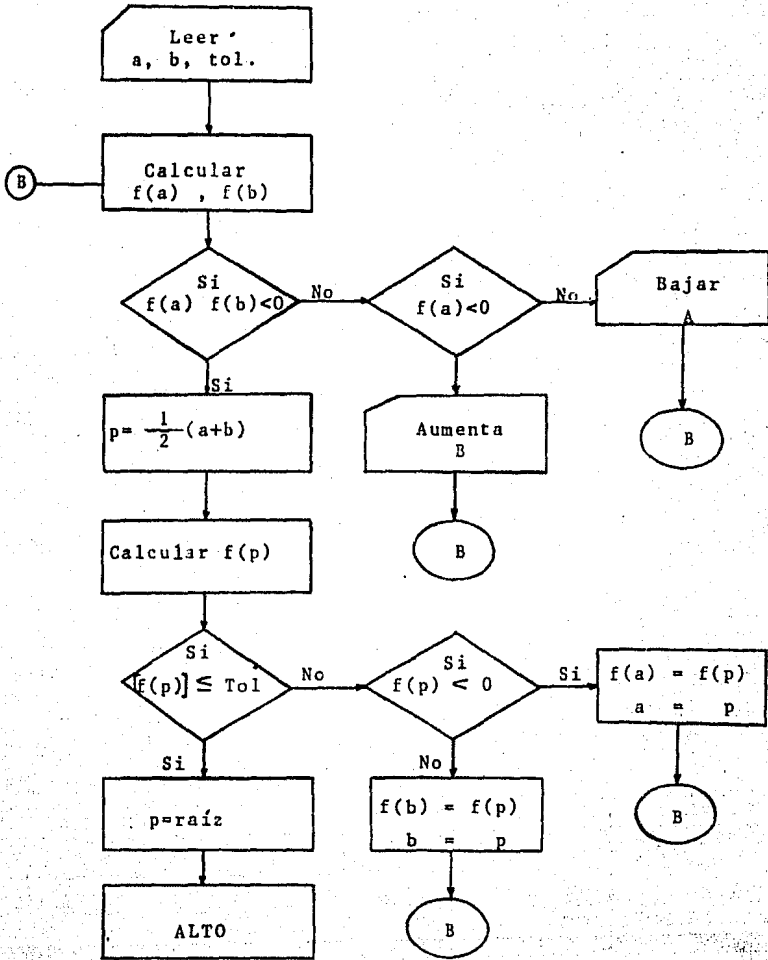 Leer
a, b, tol.
Calcular
f(a) , f(b)
B
Si
f(a) f(b)<0
No
Si
f(a)<0
No
Bajar
A
B
Si
p= 1/2 (a+b)
Aumenta
B
B
Calcular f(p)
Si
[f(p)] ≤ Tol
No
Si
f(p) < 0
Si
f(a) = f(p)
a = p
B
Si
p=raíz
No
f(b) = f(p)
b = p
B
ALTO